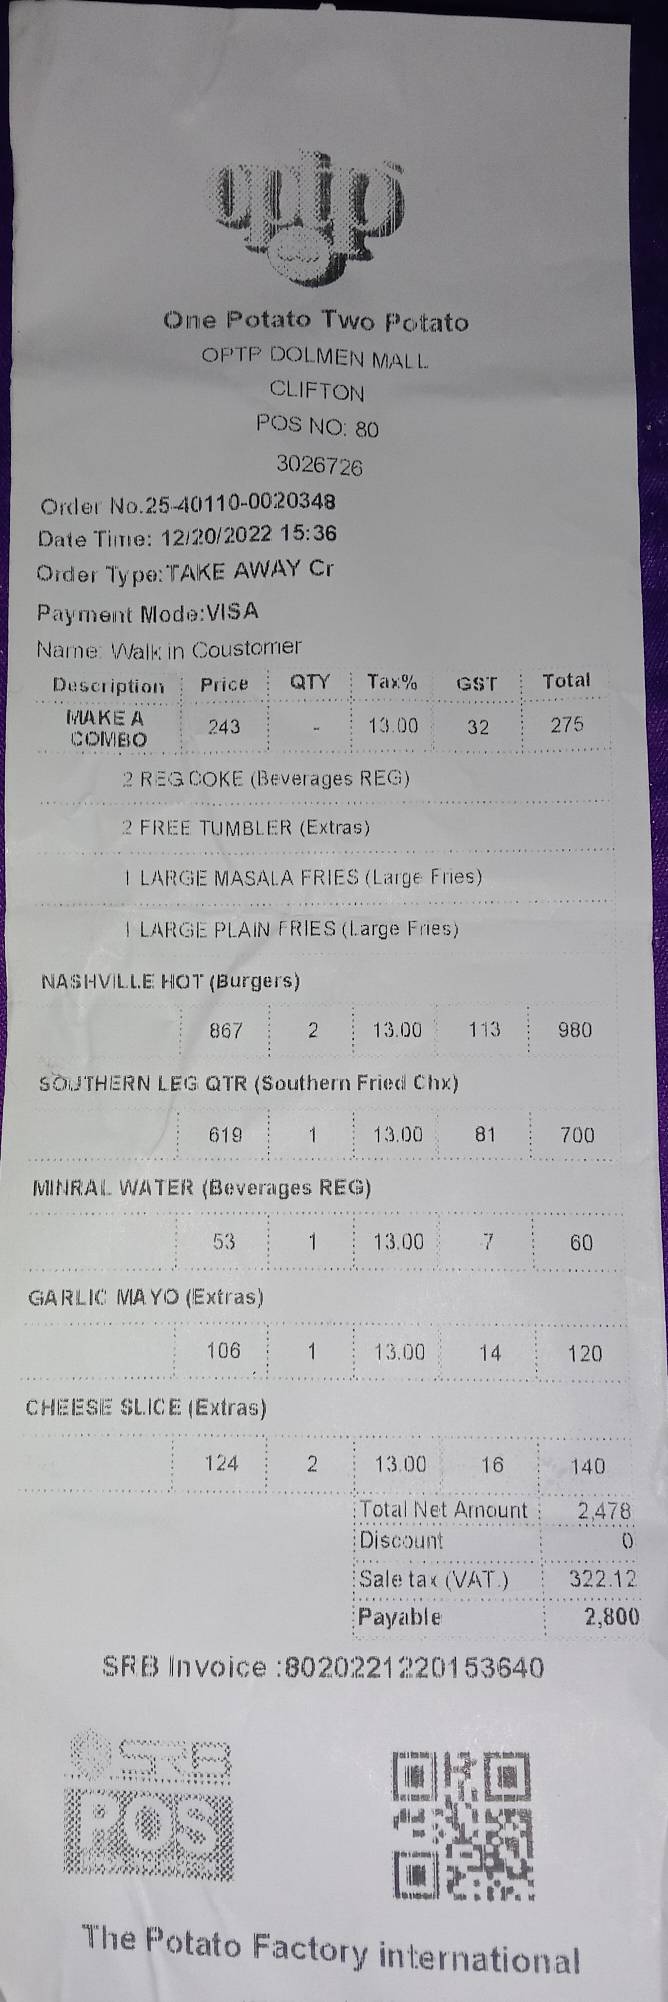 optp
One Potato Two Potato
OPTP DOLMEN MALL
CLIFTON
POS NO: 80
3026726
Order No.25-40110-0020348
Date Time: 12/20/2022 15:36
Order Type:TAKE AWAY Cr
Payment Mode:VISA
Name: Walk in Coustomer
Description Price QTY Tax% GST Total
MAKE A COMBO 243 - 13.00 32 275
2 REG COKE (Beverages REG)
2 FREE TUMBLER (Extras)
1 LARGE MASALA FRIES (Large Fries)
1 LARGE PLAIN FRIES (Large Fries)
NASHVILLE HOT (Burgers)
867 2 13.00 113 980
SOUTHERN LEG QTR (Southern Fried Chx)
619 1 13.00 81 700
MINRAL WATER (Beverages REG)
53 1 13.00 7 60
GARLIC MAYO (Extras)
106 1 13.00 14 120
CHEESE SLICE (Extras)
124 2 13.00 16 140
Total Net Amount 2,478
Discount 0
Sale tax (VAT.) 322.12
Payable 2,800
SRB Invoice :8020221220153640
SRB
POS
The Potato Factory international